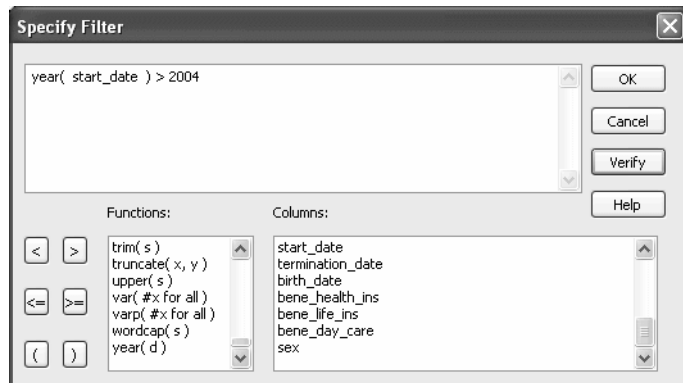 Specify Filter
year( start_date ) > 2004
OK
Cancel
Verify
Help
Functions:
Columns:
< >
<= >=
( )
trim( s )
truncate( x, y )
upper( s )
var( #x for all )
varp( #x for all )
wordcap( s )
year( d )
start_date
termination_date
birth_date
bene_health_ins
bene_life_ins
bene_day_care
sex